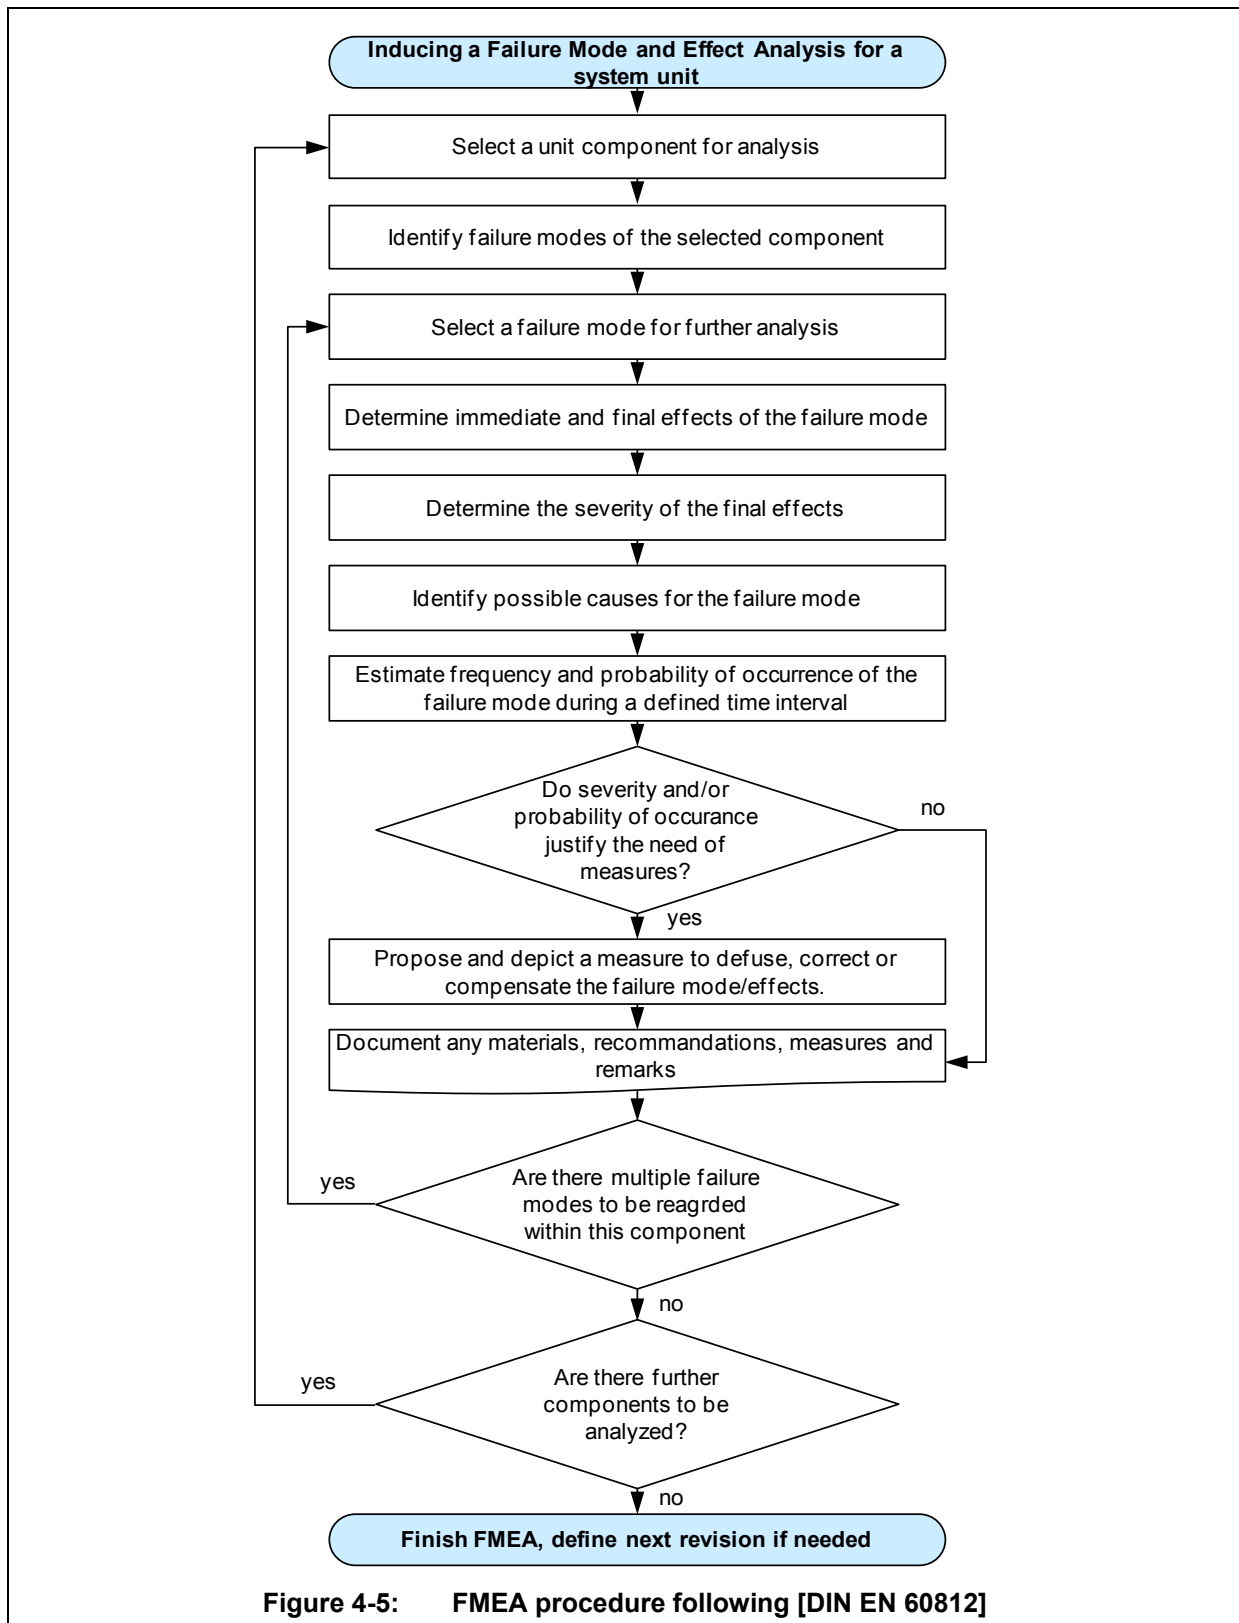 Inducing a Failure Mode and Effect Analysis for a
system unit
Select a unit component for analysis
Identify failure modes of the selected component
Select a failure mode for further analysis
Determine immediate and final effects of the failure mode
Determine the severity of the final effects
Identify possible causes for the failure mode
Estimate frequency and probability of occurrence of the
failure mode during a defined time interval
Do severity and/or
probability of occurance
justify the need of
measures?
no
yes
Propose and depict a measure to defuse, correct or
compensate the failure mode/effects.
Document any materials, recommandations, measures and
remarks
Are there multiple failure
modes to be reagrded
within this component
yes
no
Are there further
components to be
analyzed?
yes
no
Finish FMEA, define next revision if needed
Figure 4-5: FMEA procedure following [DIN EN 60812]